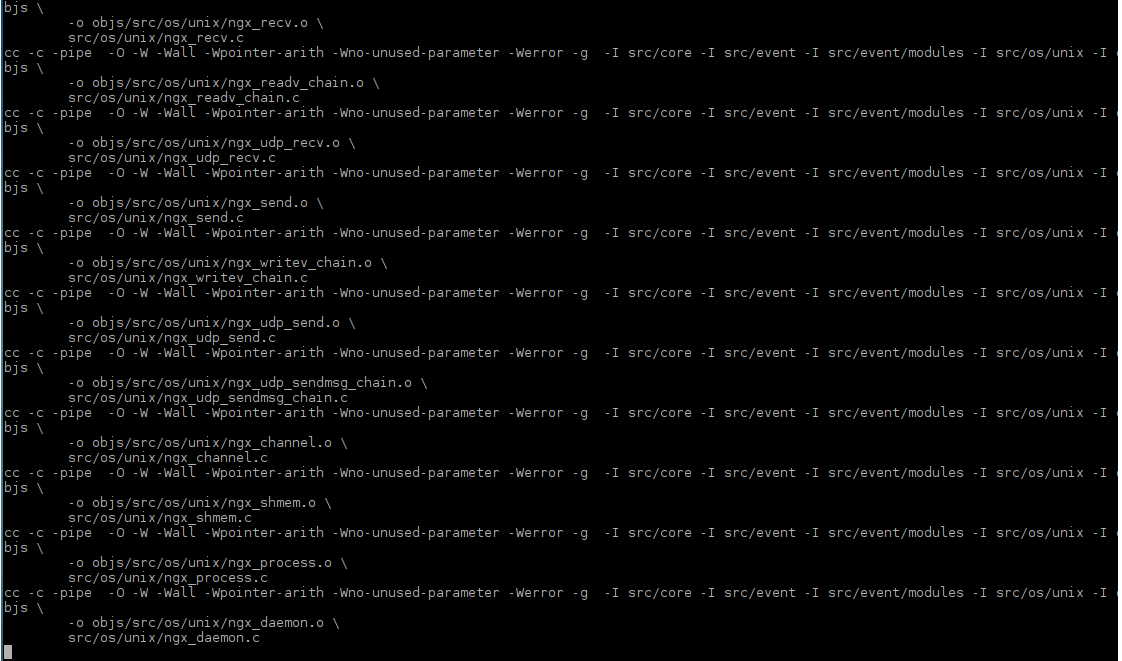 bjs \
        -o objs/src/os/unix/ngx_recv.o \
        src/os/unix/ngx_recv.c
cc -c -pipe  -O -W -Wall -Wpointer-arith -Wno-unused-parameter -Werror -g  -I src/core -I src/event -I src/event/modules -I src/os/unix -I o
bjs \
        -o objs/src/os/unix/ngx_readv_chain.o \
        src/os/unix/ngx_readv_chain.c
cc -c -pipe  -O -W -Wall -Wpointer-arith -Wno-unused-parameter -Werror -g  -I src/core -I src/event -I src/event/modules -I src/os/unix -I o
bjs \
        -o objs/src/os/unix/ngx_udp_recv.o \
        src/os/unix/ngx_udp_recv.c
cc -c -pipe  -O -W -Wall -Wpointer-arith -Wno-unused-parameter -Werror -g  -I src/core -I src/event -I src/event/modules -I src/os/unix -I o
bjs \
        -o objs/src/os/unix/ngx_send.o \
        src/os/unix/ngx_send.c
cc -c -pipe  -O -W -Wall -Wpointer-arith -Wno-unused-parameter -Werror -g  -I src/core -I src/event -I src/event/modules -I src/os/unix -I o
bjs \
        -o objs/src/os/unix/ngx_writev_chain.o \
        src/os/unix/ngx_writev_chain.c
cc -c -pipe  -O -W -Wall -Wpointer-arith -Wno-unused-parameter -Werror -g  -I src/core -I src/event -I src/event/modules -I src/os/unix -I o
bjs \
        -o objs/src/os/unix/ngx_udp_send.o \
        src/os/unix/ngx_udp_send.c
cc -c -pipe  -O -W -Wall -Wpointer-arith -Wno-unused-parameter -Werror -g  -I src/core -I src/event -I src/event/modules -I src/os/unix -I o
bjs \
        -o objs/src/os/unix/ngx_udp_sendmsg_chain.o \
        src/os/unix/ngx_udp_sendmsg_chain.c
cc -c -pipe  -O -W -Wall -Wpointer-arith -Wno-unused-parameter -Werror -g  -I src/core -I src/event -I src/event/modules -I src/os/unix -I o
bjs \
        -o objs/src/os/unix/ngx_channel.o \
        src/os/unix/ngx_channel.c
cc -c -pipe  -O -W -Wall -Wpointer-arith -Wno-unused-parameter -Werror -g  -I src/core -I src/event -I src/event/modules -I src/os/unix -I o
bjs \
        -o objs/src/os/unix/ngx_shmem.o \
        src/os/unix/ngx_shmem.c
cc -c -pipe  -O -W -Wall -Wpointer-arith -Wno-unused-parameter -Werror -g  -I src/core -I src/event -I src/event/modules -I src/os/unix -I o
bjs \
        -o objs/src/os/unix/ngx_process.o \
        src/os/unix/ngx_process.c
cc -c -pipe  -O -W -Wall -Wpointer-arith -Wno-unused-parameter -Werror -g  -I src/core -I src/event -I src/event/modules -I src/os/unix -I o
bjs \
        -o objs/src/os/unix/ngx_daemon.o \
        src/os/unix/ngx_daemon.c